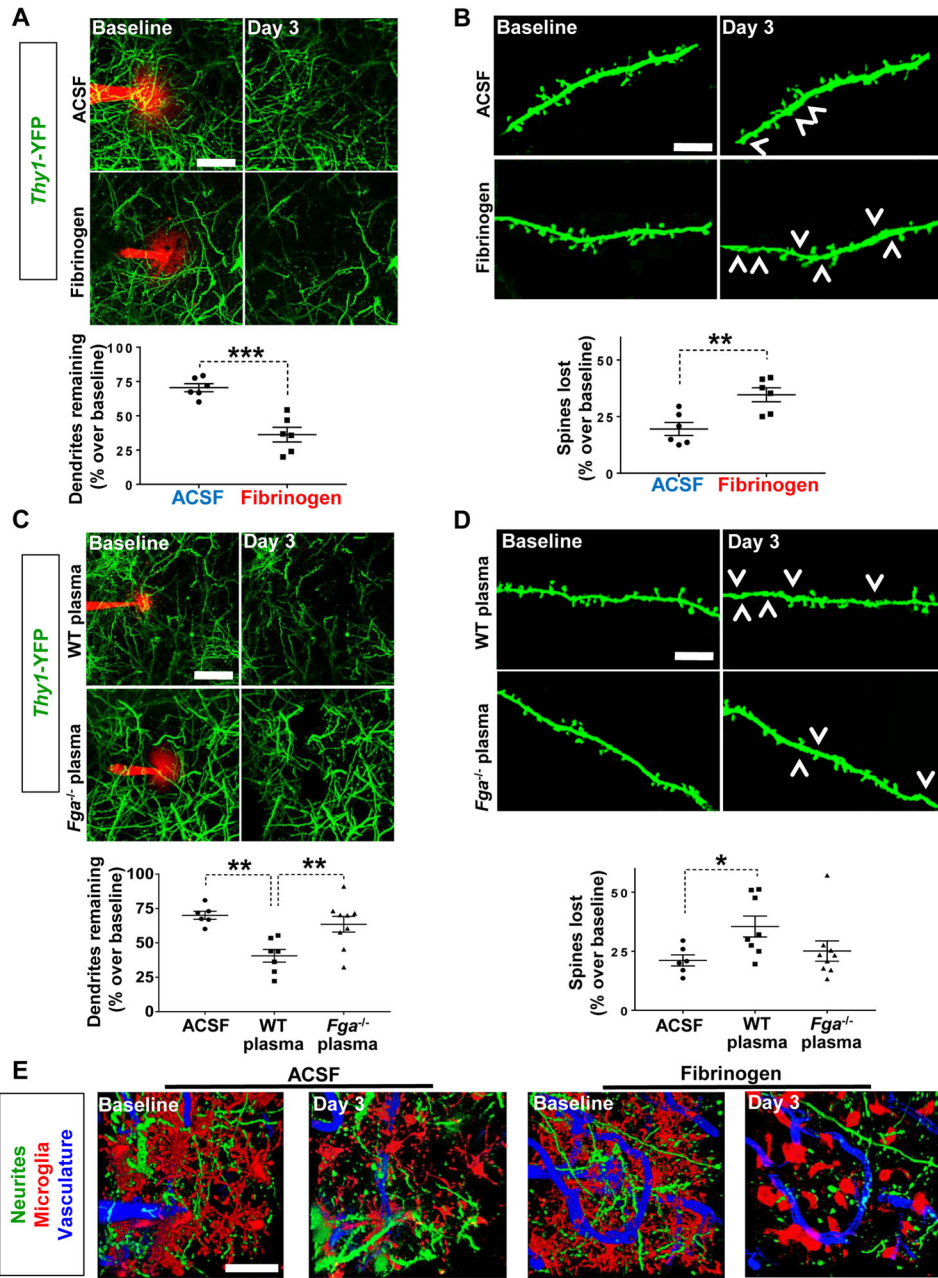 A
Baseline
Day 3
Thy1-YFP
ACSF
Fibrinogen
Dendrites remaining
(% over baseline)
100
75
50
25
0
***
ACSF
Fibrinogen
B
Baseline
Day 3
ACSF
Fibrinogen
Spines lost
(% over baseline)
50
25
0
**
ACSF
Fibrinogen
C
Baseline
Day 3
Thy1-YFP
WT plasma
Fga-/- plasma
Dendrites remaining
(% over baseline)
100
75
50
25
0
**
**
ACSF
WT
plasma
Fga-/-
plasma
D
Baseline
Day 3
WT plasma
Fga-/- plasma
Spines lost
(% over baseline)
50
25
0
*
ACSF
WT
plasma
Fga-/-
plasma
E
ACSF
Fibrinogen
Neurites
Microglia
Vasculature
Baseline
Day 3
Baseline
Day 3